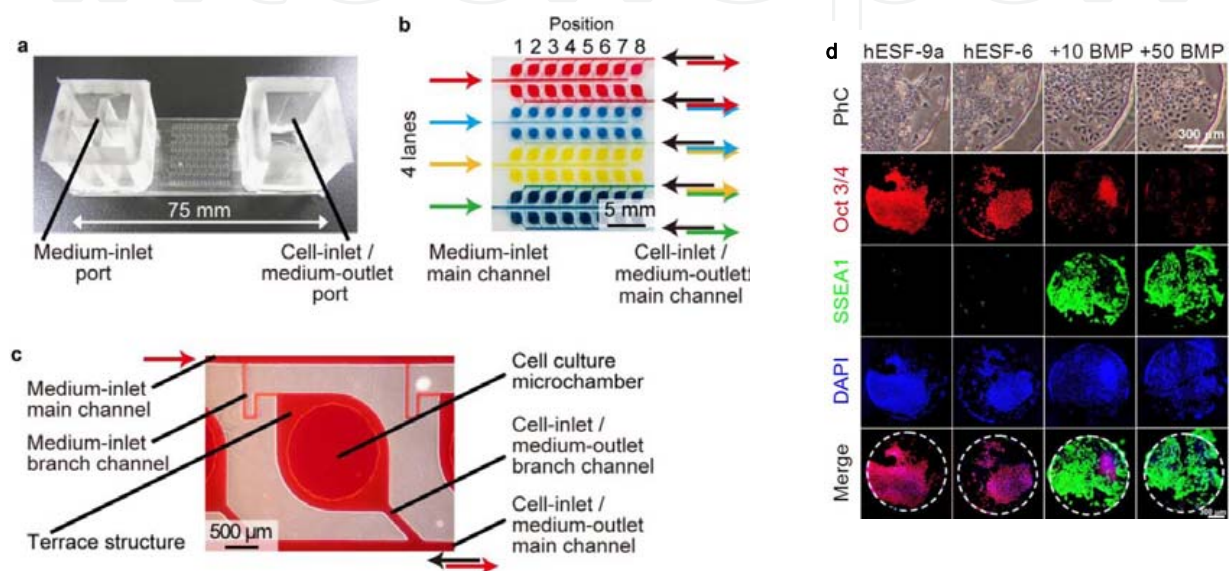 a
75 mm
Medium-inlet
port
Cell-inlet /
medium-outlet
port
b
Position
1 2 3 4 5 6 7 8
4 lanes
5 mm
Medium-inlet
main channel
Cell-inlet /
medium-outlet
main channel
c
Medium-inlet
main channel
Medium-inlet
branch channel
Terrace structure
500 µm
Cell culture
microchamber
Cell-inlet /
medium-outlet
branch channel
Cell-inlet /
medium-outlet
main channel
d
hESF-9a hESF-6 +10 BMP +50 BMP
PhC
300 µm
Oct 3/4
SSEA1
DAPI
Merge
300 µm